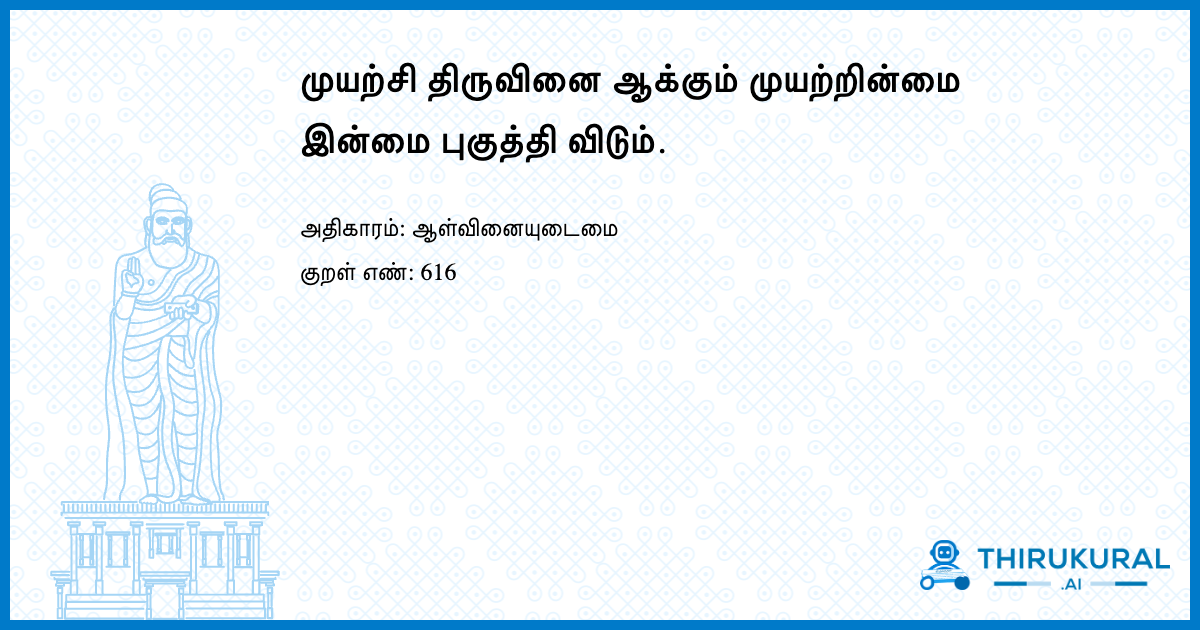 முயற்சி திருவினை ஆக்கும் முயற்றின்மை
இன்மை புகுத்தி விடும்.
அதிகாரம்: ஆள்வினையுடைமை
குறள் எண்: 616
THIRUKURAL
.AI